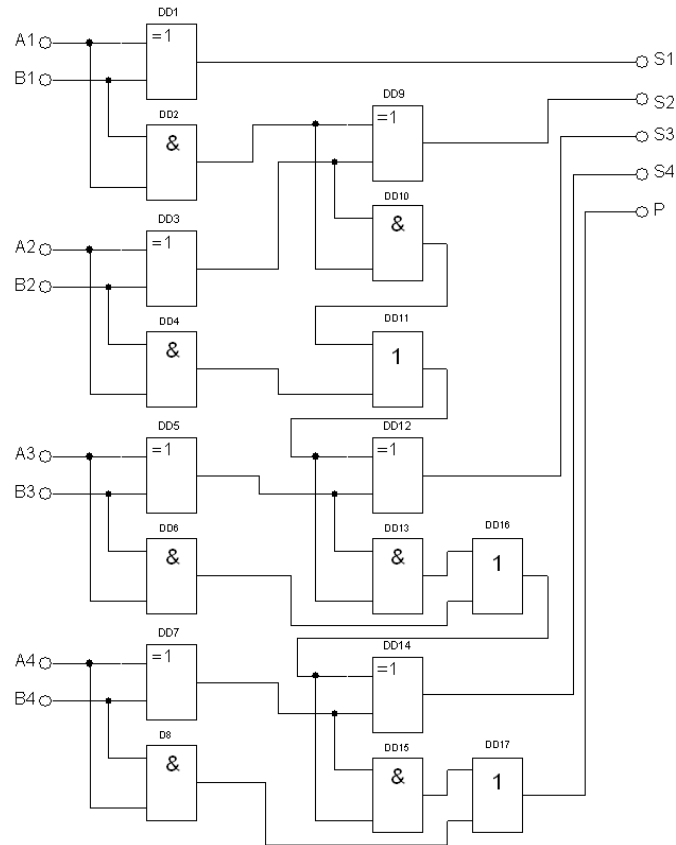 DD1
A1
=1
S1
B1
DD2
DD9
S2
&
=1
S3
DD10
S4
DD3
&
P
A2
=1
B2
DD4
DD11
&
1
DD5
DD12
A3
=1
=1
B3
DD6
DD13
DD16
&
&
1
DD7
DD14
A4
=1
=1
B4
D8
DD15
DD17
&
&
1